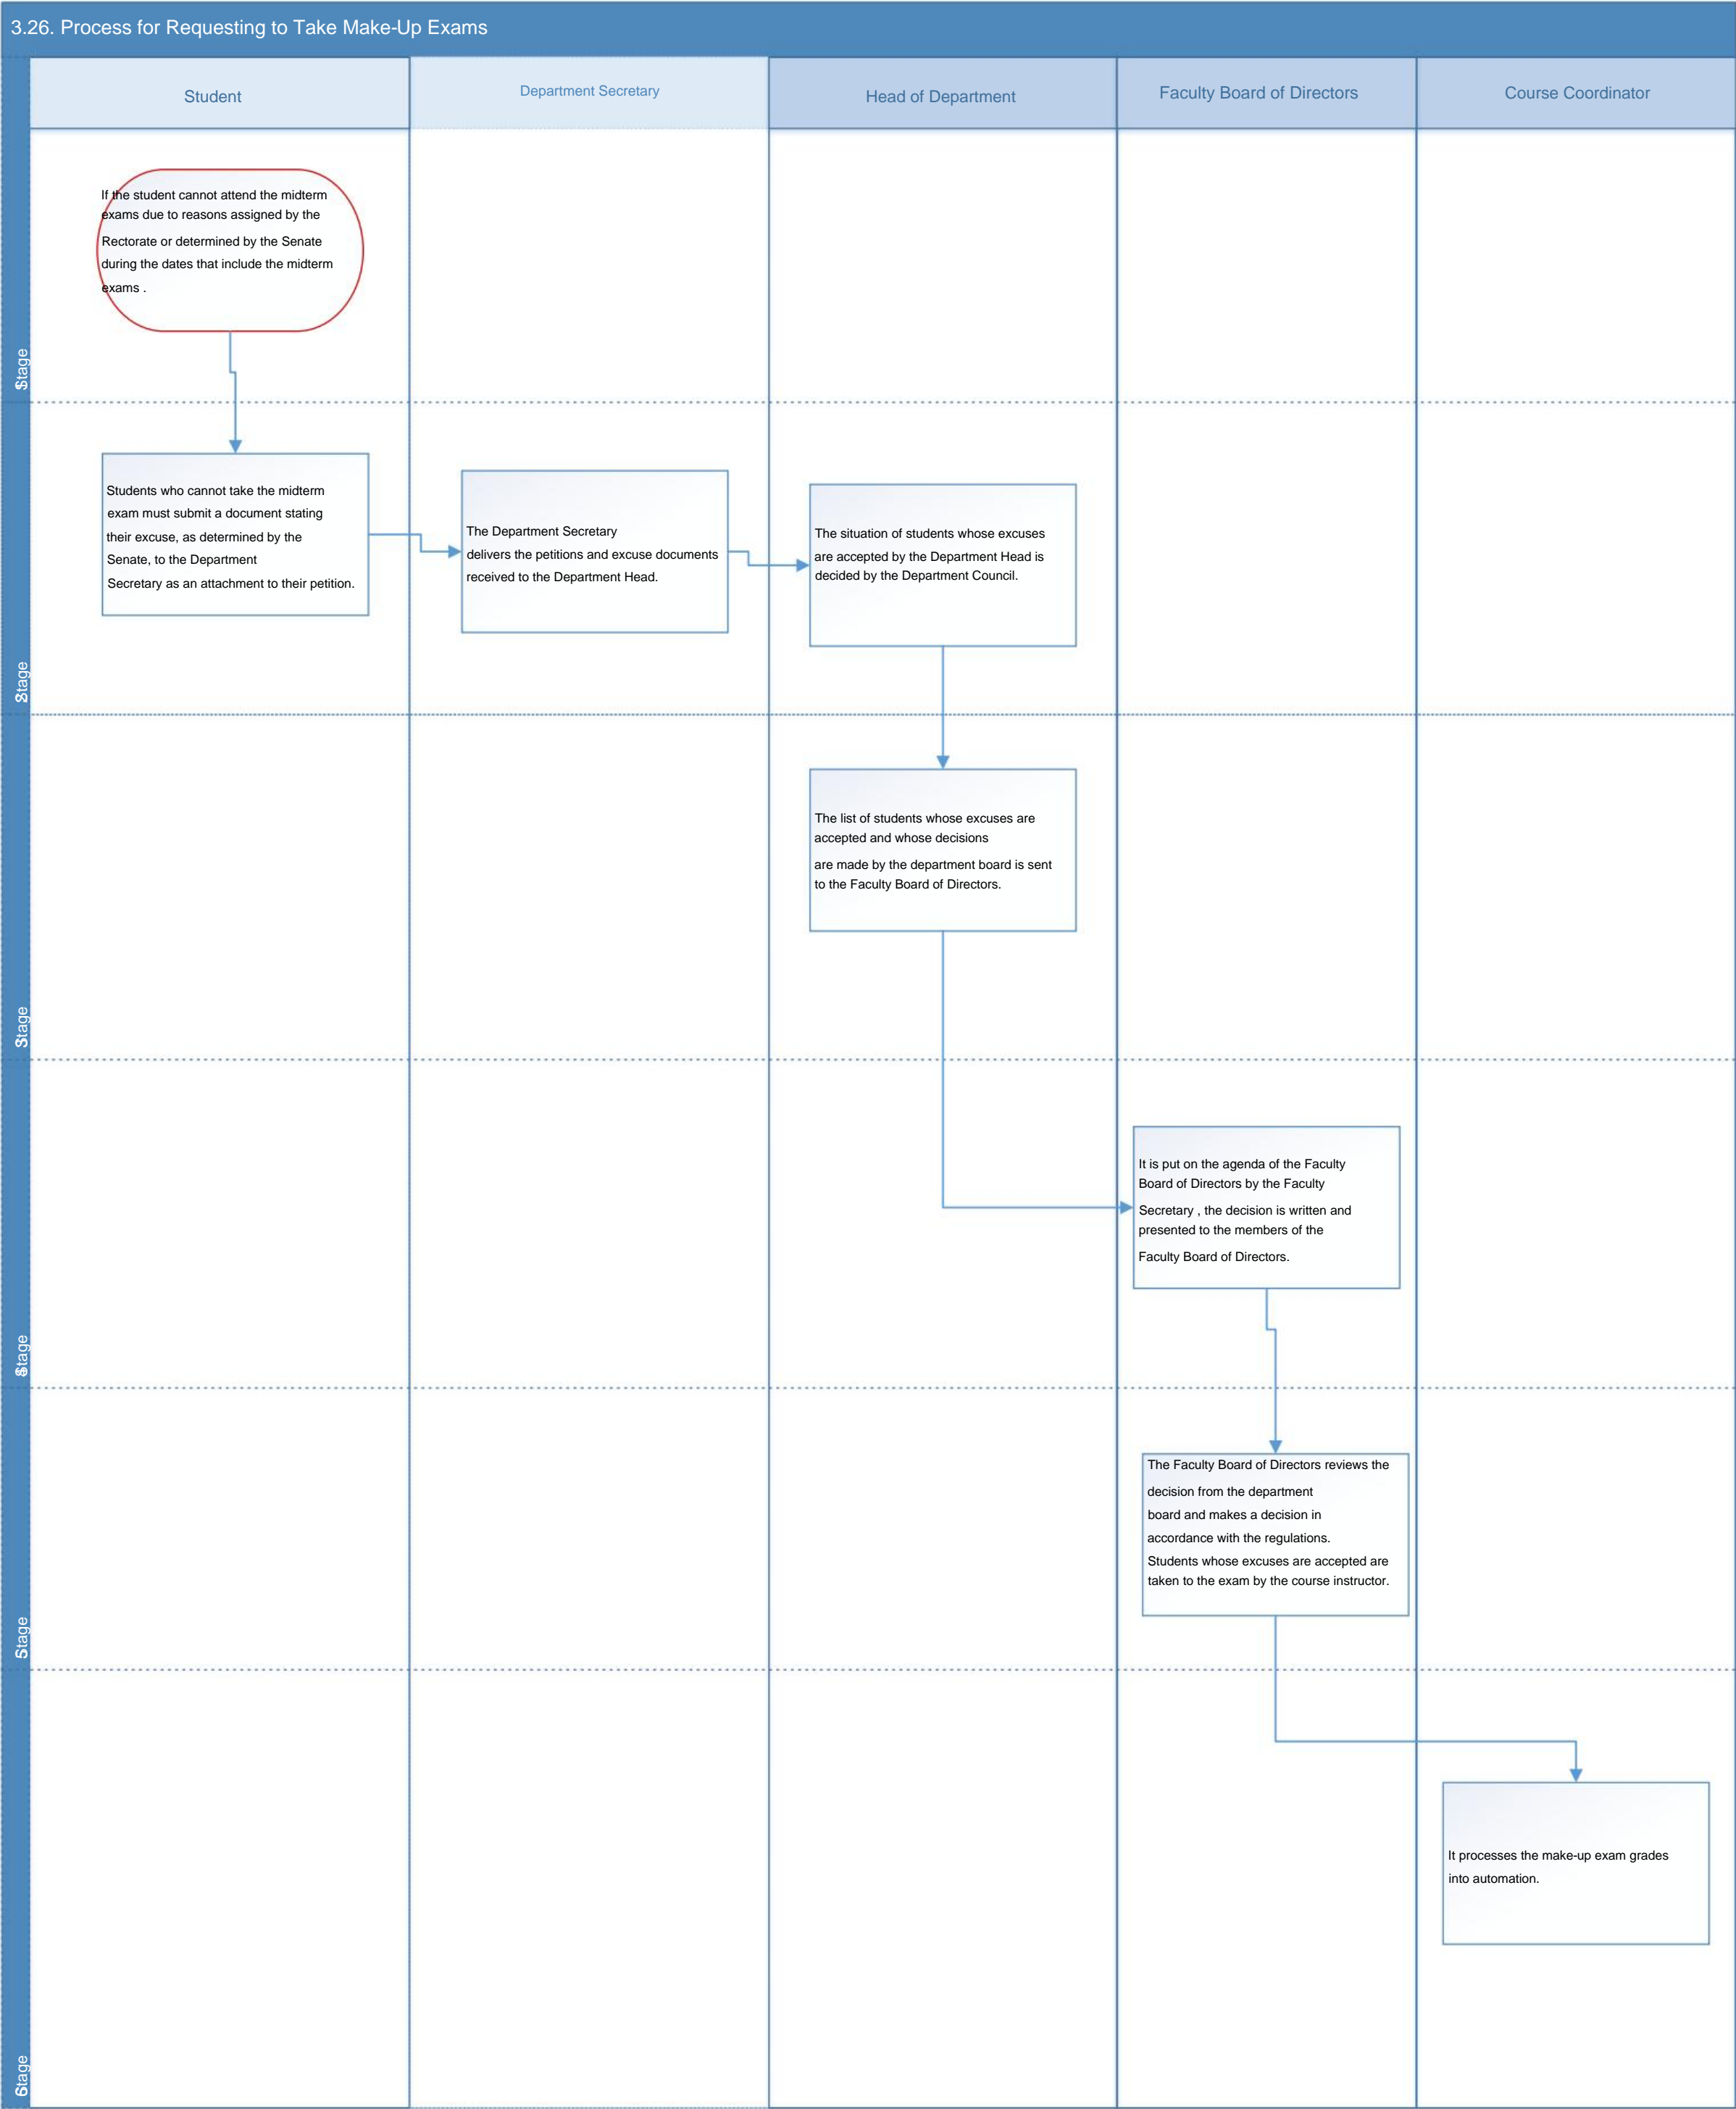 3.26. Process for Requesting to Take Make-Up Exams
Student
Department Secretary
Head of Department
Faculty Board of Directors
Course Coordinator
If the student cannot attend the midterm
exams due to reasons assigned by the
Rectorate or determined by the Senate
during the dates that include the midterm
exams .
Stage
Students who cannot take the midterm
exam must submit a document stating
their excuse, as determined by the
Senate, to the Department
Secretary as an attachment to their petition.
The Department Secretary
delivers the petitions and excuse documents
received to the Department Head.
The situation of students whose excuses
are accepted by the Department Head is
decided by the Department Council.
Stage
The list of students whose excuses are
accepted and whose decisions
are made by the department board is sent
to the Faculty Board of Directors.
Stage
It is put on the agenda of the Faculty
Board of Directors by the Faculty
Secretary , the decision is written and
presented to the members of the
Faculty Board of Directors.
Stage
The Faculty Board of Directors reviews the
decision from the department
board and makes a decision in
accordance with the regulations.
Students whose excuses are accepted are
taken to the exam by the course instructor.
Stage
It processes the make-up exam grades
into automation.
Stage